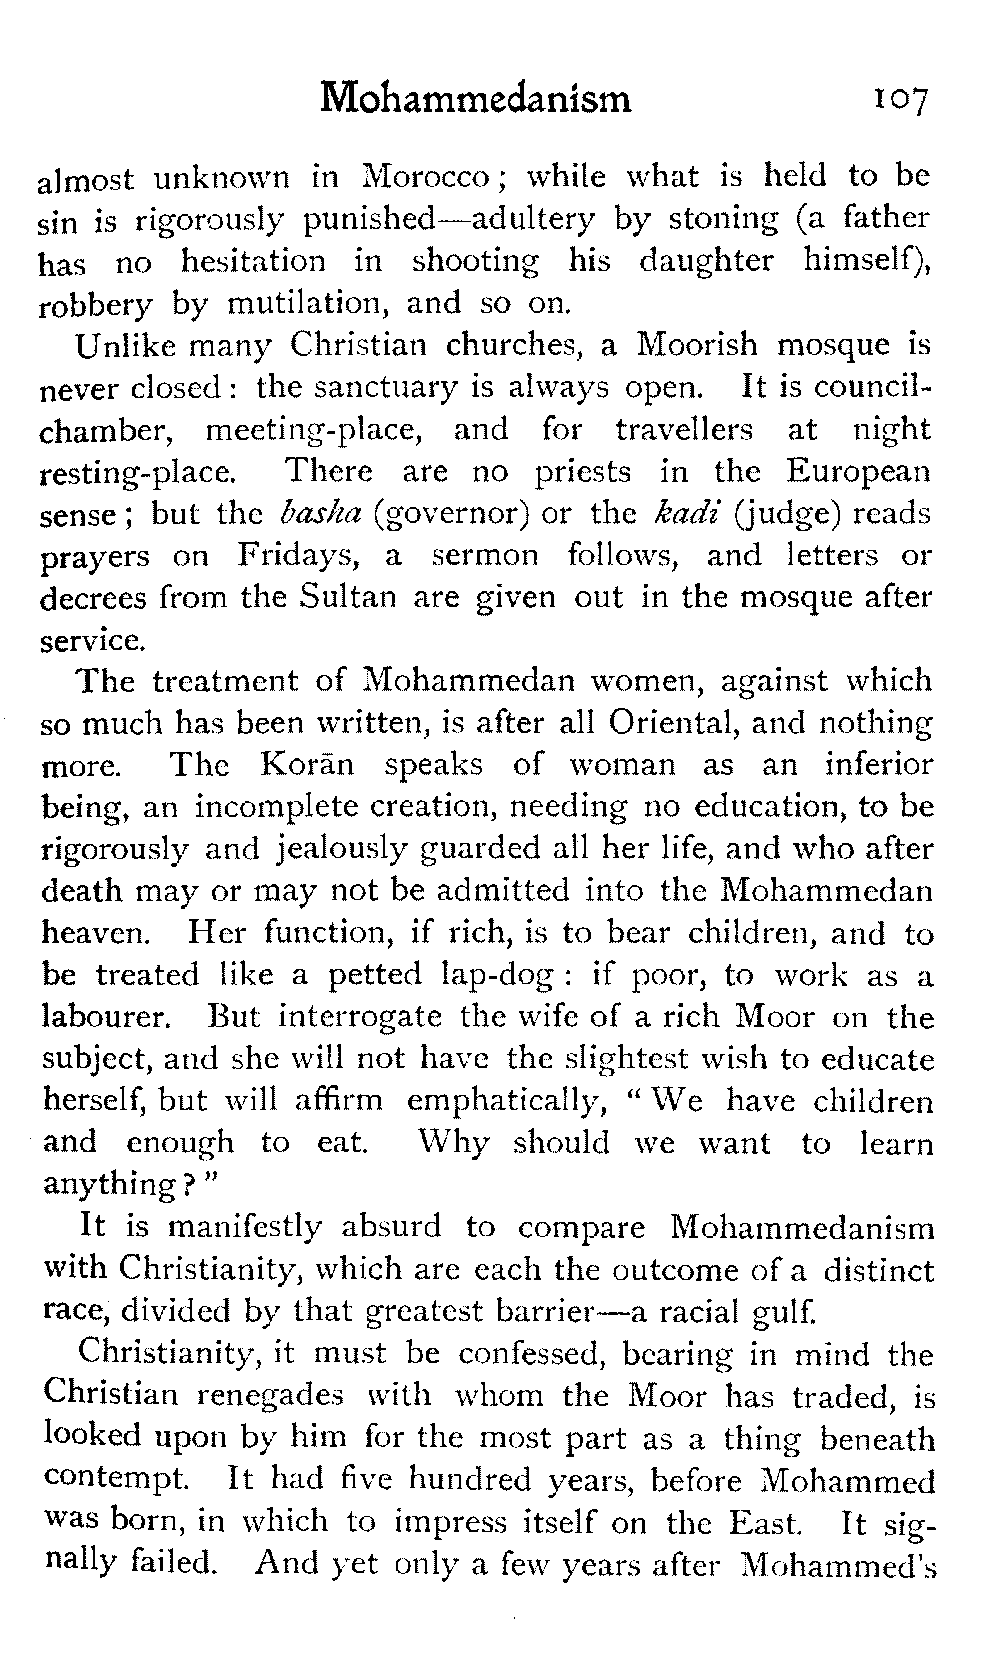 Mohammedanism 107
almost unknown in Morocco; while what is held to be
sin is rigorously punished—adultery by stoning (a father
has no hesitation in shooting his daughter himself),
robbery by mutilation, and so on.
Unlike many Christian churches, a Moorish mosque is
never closed: the sanctuary is always open. It is council-
chamber, meeting-place, and for travellers at night
resting-place. There are no priests in the European
sense; but the basha (governor) or the kadi (judge) reads
prayers on Fridays, a sermon follows, and letters or
decrees from the Sultan are given out in the mosque after
service.
The treatment of Mohammedan women, against which
so much has been written, is after all Oriental, and nothing
more. The Korān speaks of woman as an inferior
being, an incomplete creation, needing no education, to be
rigorously and jealously guarded all her life, and who after
death may or may not be admitted into the Mohammedan
heaven. Her function, if rich, is to bear children, and to
be treated like a petted lap-dog: if poor, to work as a
labourer. But interrogate the wife of a rich Moor on the
subject, and she will not have the slightest wish to educate
herself, but will affirm emphatically, "We have children
and enough to eat. Why should we want to learn
anything?"
It is manifestly absurd to compare Mohammedanism
with Christianity, which are each the outcome of a distinct
race, divided by that greatest barrier—a racial gulf.
Christianity, it must be confessed, bearing in mind the
Christian renegades with whom the Moor has traded, is
looked upon by him for the most part as a thing beneath
contempt. It had five hundred years, before Mohammed
was born, in which to impress itself on the East. It sig-
nally failed. And yet only a few years after Mohammed's